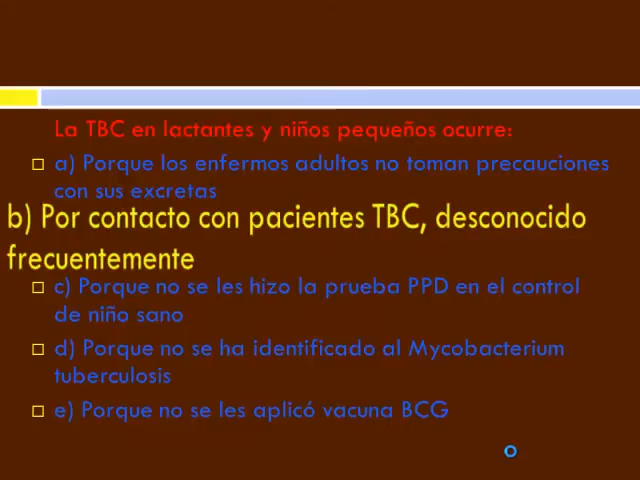 La TBC en lactantes y niños pequeños ocurre:
a) Porque los enfermos adultos no toman precauciones
con sus excretas
b) Por contacto con pacientes TBC, desconocido
frecuentemente
c) Porque no se les hizo la prueba PPD en el control
de niño sano
d) Porque no se ha identificado al Mycobacterium
tuberculosis
e) Porque no se les aplicó vacuna BCG
o